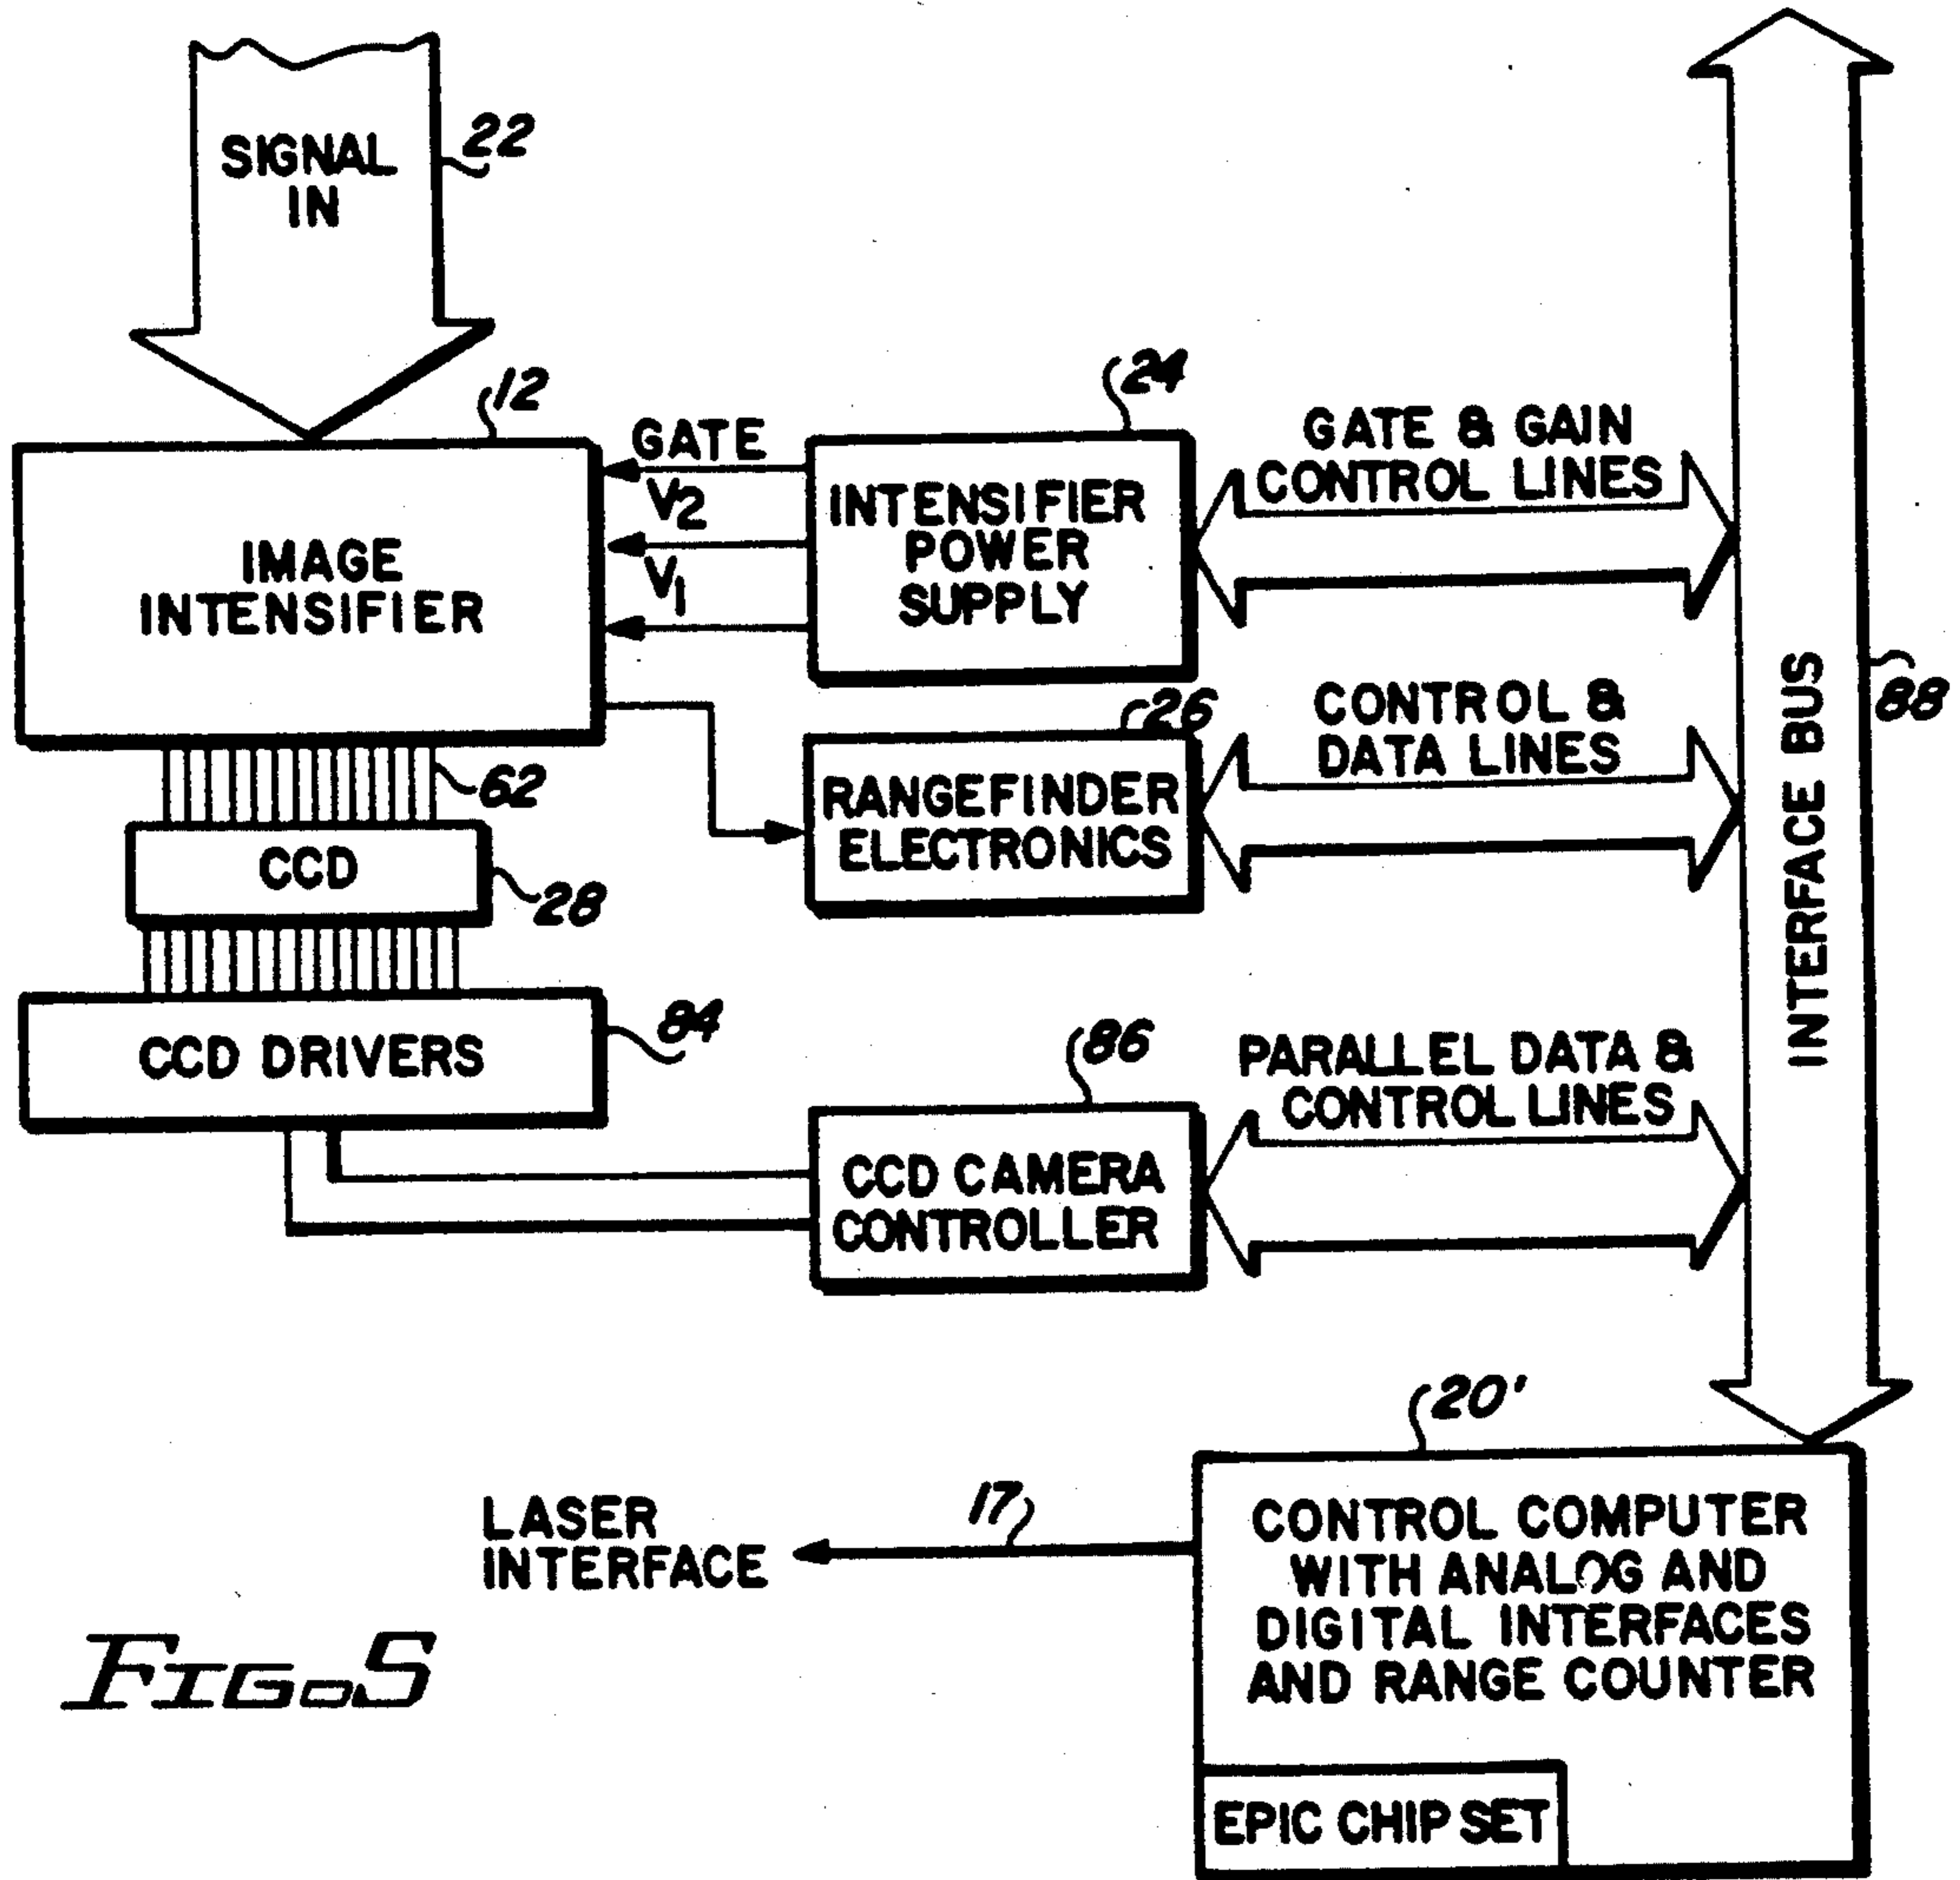 SIGNAL
IN
22
12
GATE
V2
V1
24
INTENSIFIER
POWER
SUPPLY
GATE & GAIN
CONTROL LINES
IMAGE
INTENSIFIER
62
26
RANGEFINDER
ELECTRONICS
CONTROL &
DATA LINES
INTERFACE BUS
88
CCD
28
CCD DRIVERS
84
86
CCD CAMERA
CONTROLLER
PARALLEL DATA &
CONTROL LINES
20'
LASER
INTERFACE
17
CONTROL COMPUTER
WITH ANALOG AND
DIGITAL INTERFACES
AND RANGE COUNTER
EPIC CHIP SET
FIG. 5